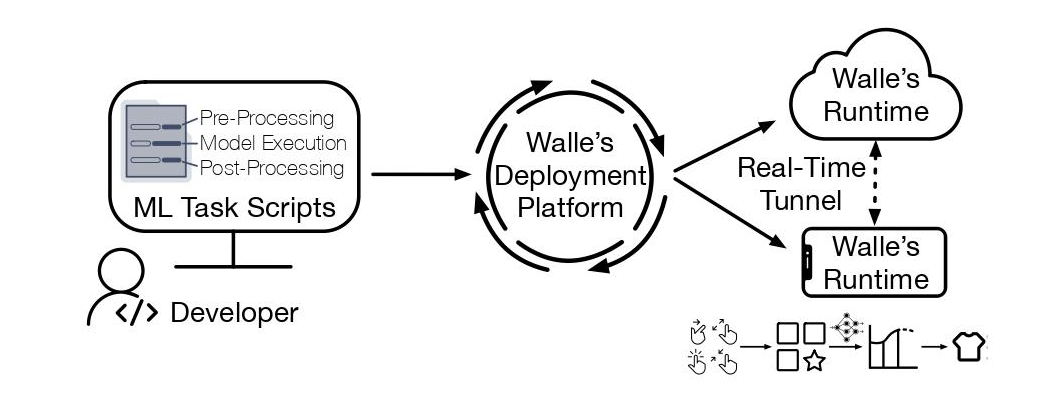 Pre-Processing
Model Execution
Post-Processing
ML Task Scripts
</> Developer
Walle's
Deployment
Platform
Walle's
Runtime
Real-Time
Tunnel
Walle's
Runtime